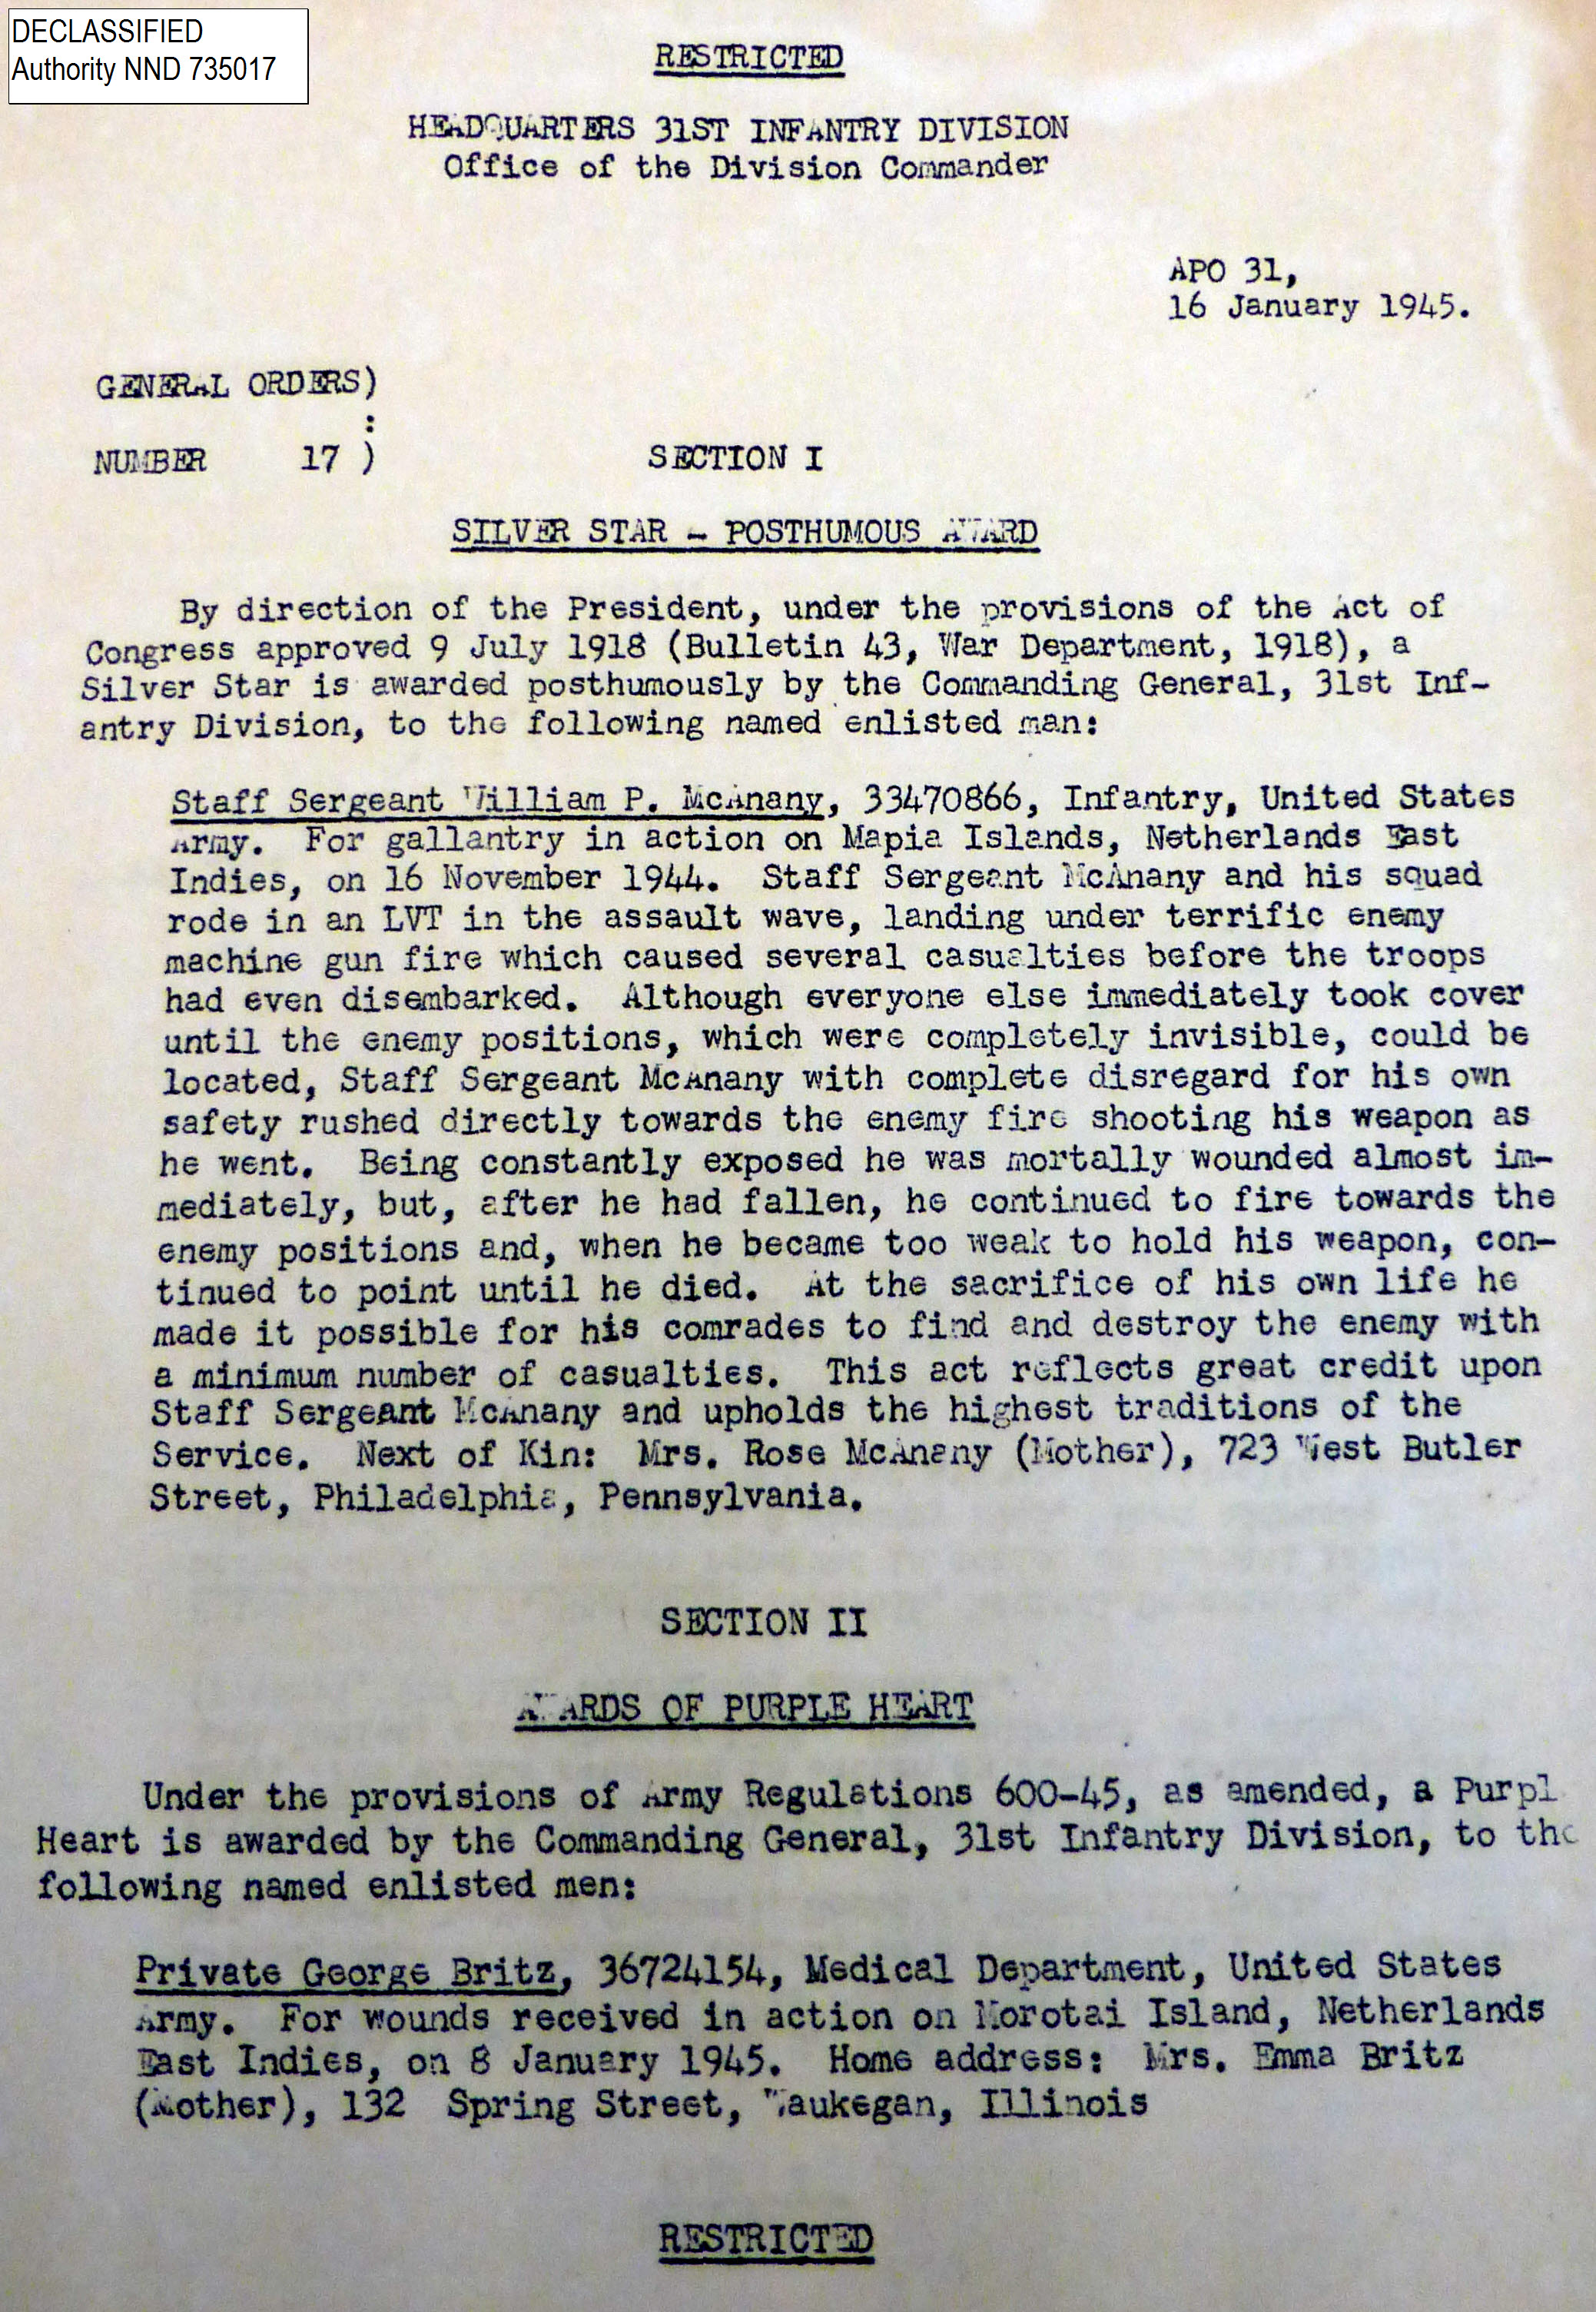 DECLASSIFIED
Authority NND 735017
RESTRICTED
HEADQUARTERS 31ST INFANTRY DIVISION
Office of the Division Commander
APO 31,
16 January 1945.
GENERAL ORDERS)
:
NUMBER 17 )
SECTION I
SILVER STAR - POSTHUMOUS AWARD
By direction of the President, under the provisions of the Act of
Congress approved 9 July 1918 (Bulletin 43, War Department, 1918), a
Silver Star is awarded posthumously by the Commanding General, 31st Inf-
antry Division, to the following named enlisted man:
Staff Sergeant William P. McAnany, 33470866, Infantry, United States
Army. For gallantry in action on Mapia Islands, Netherlands East
Indies, on 16 November 1944. Staff Sergeant McAnany and his squad
rode in an LVT in the assault wave, landing under terrific enemy
machine gun fire which caused several casualties before the troops
had even disembarked. Although everyone else immediately took cover
until the enemy positions, which were completely invisible, could be
located, Staff Sergeant McAnany with complete disregard for his own
safety rushed directly towards the enemy fire shooting his weapon as
he went. Being constantly exposed he was mortally wounded almost im-
mediately, but, after he had fallen, he continued to fire towards the
enemy positions and, when he became too weak to hold his weapon, con-
tinued to point until he died. At the sacrifice of his own life he
made it possible for his comrades to find and destroy the enemy with
a minimum number of casualties. This act reflects great credit upon
Staff Sergeant McAnany and upholds the highest traditions of the
Service. Next of Kin: Mrs. Rose McAnany (Mother), 723 West Butler
Street, Philadelphia, Pennsylvania.
SECTION II
AWARDS OF PURPLE HEART
Under the provisions of Army Regulations 600-45, as amended, a Purpl
Heart is awarded by the Commanding General, 31st Infantry Division, to the
following named enlisted men:
Private George Britz, 36724154, Medical Department, United States
Army. For wounds received in action on Morotai Island, Netherlands
East Indies, on 8 January 1945. Home address: Mrs. Emma Britz
(Mother), 132 Spring Street, Waukegan, Illinois
RESTRICTED